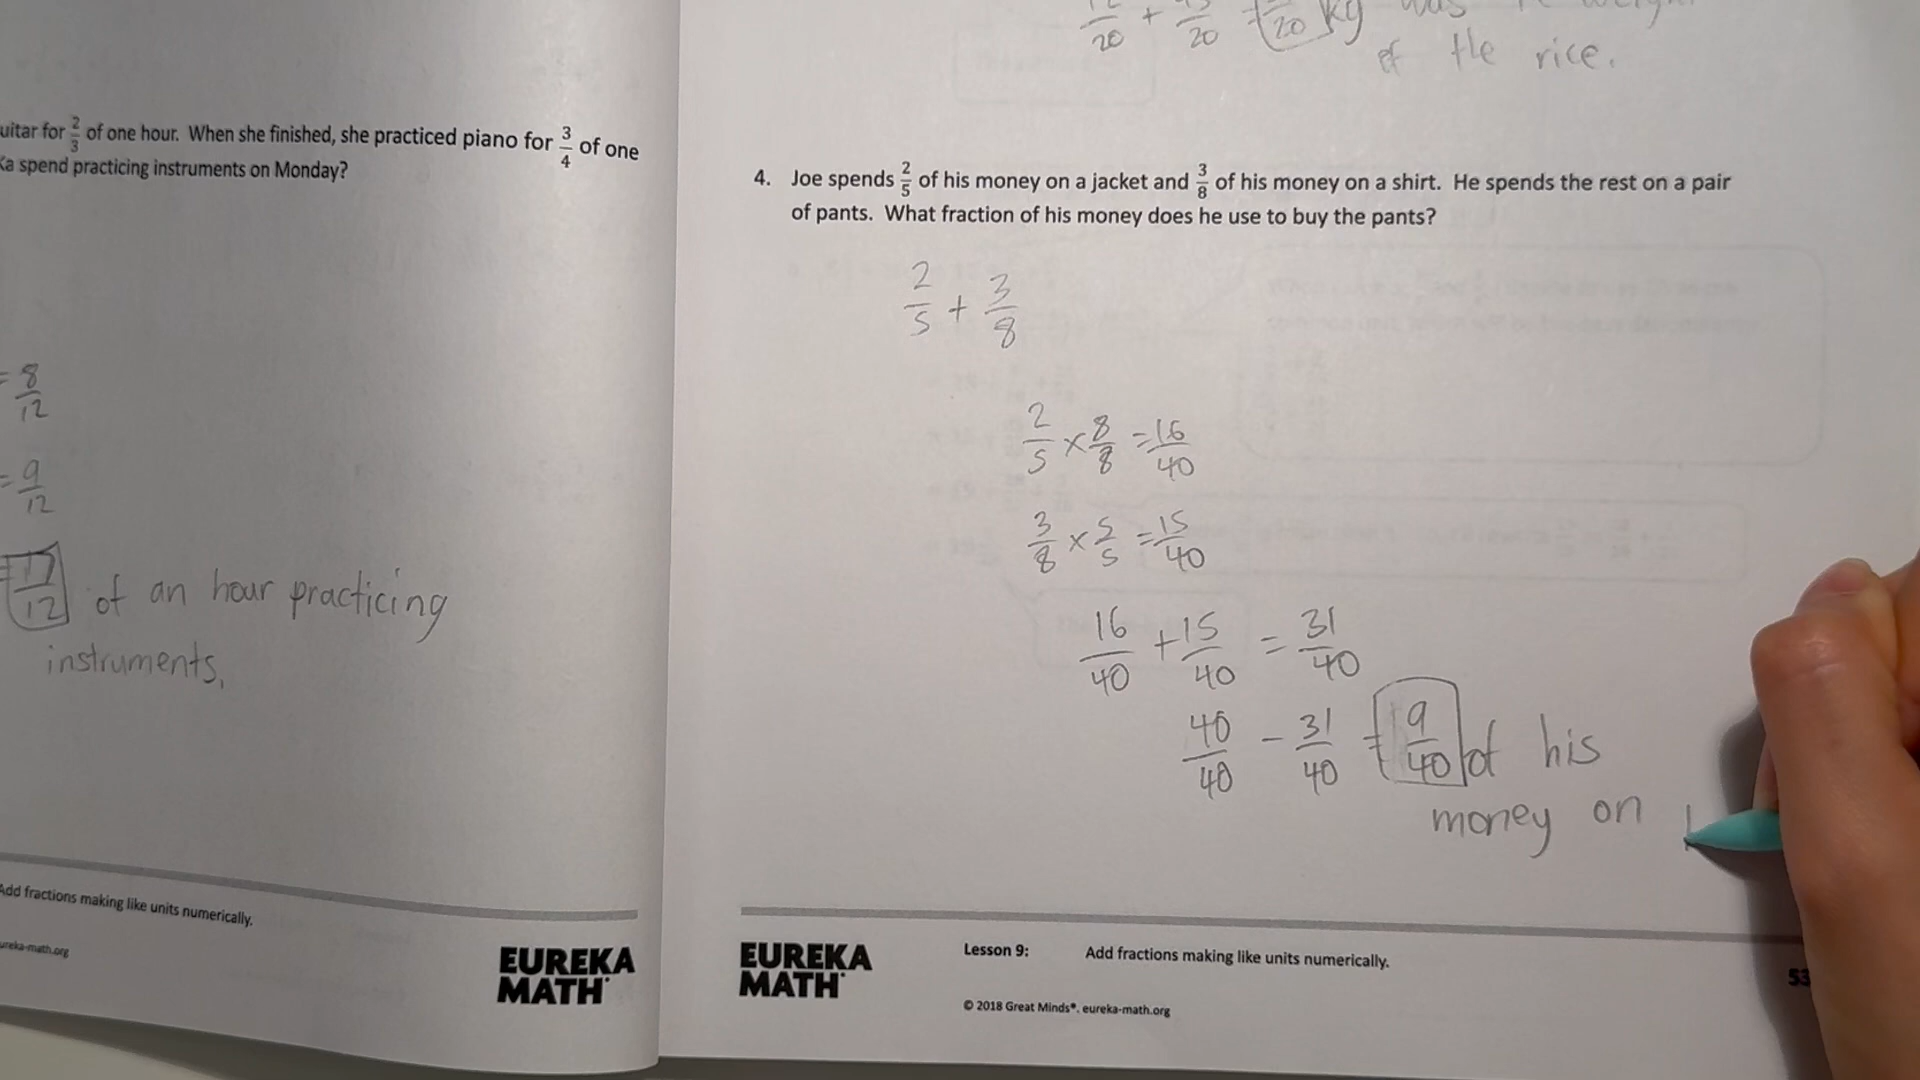 uitar for 2/3 of one hour. When she finished, she practiced piano for 3/4 of one
Ka spend practicing instruments on Monday?
= 8/12
= 9/12
= 17/12 of an hour practicing
instruments,
Add fractions making like units numerically.
ureka-math.org
EUREKA
MATH
/20 + /20 = /20 kg was
of the rice.
4. Joe spends 2/5 of his money on a jacket and 3/8 of his money on a shirt. He spends the rest on a pair
of pants. What fraction of his money does he use to buy the pants?
2/5 + 3/8
2/5 × 8/8 = 16/40
3/8 × 5/5 = 15/40
16/40 + 15/40 = 31/40
40/40 - 31/40 = 9/40 of his
money on
EUREKA
MATH
Lesson 9: Add fractions making like units numerically.
© 2018 Great Minds®. eureka-math.org
53